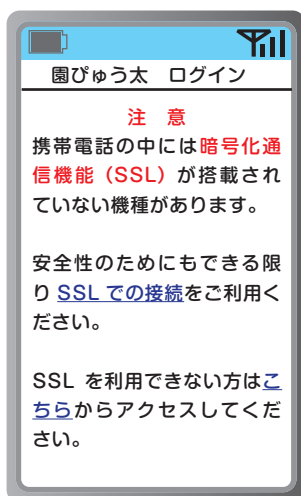 園ぴゅう太　ログイン
注　意
携帯電話の中には暗号化通
信機能（SSL）が搭載され
ていない機種があります。
安全性のためにもできる限
り SSL での接続をご利用く
ださい。
SSL を利用できない方はこ
ちらからアクセスしてくだ
さい。